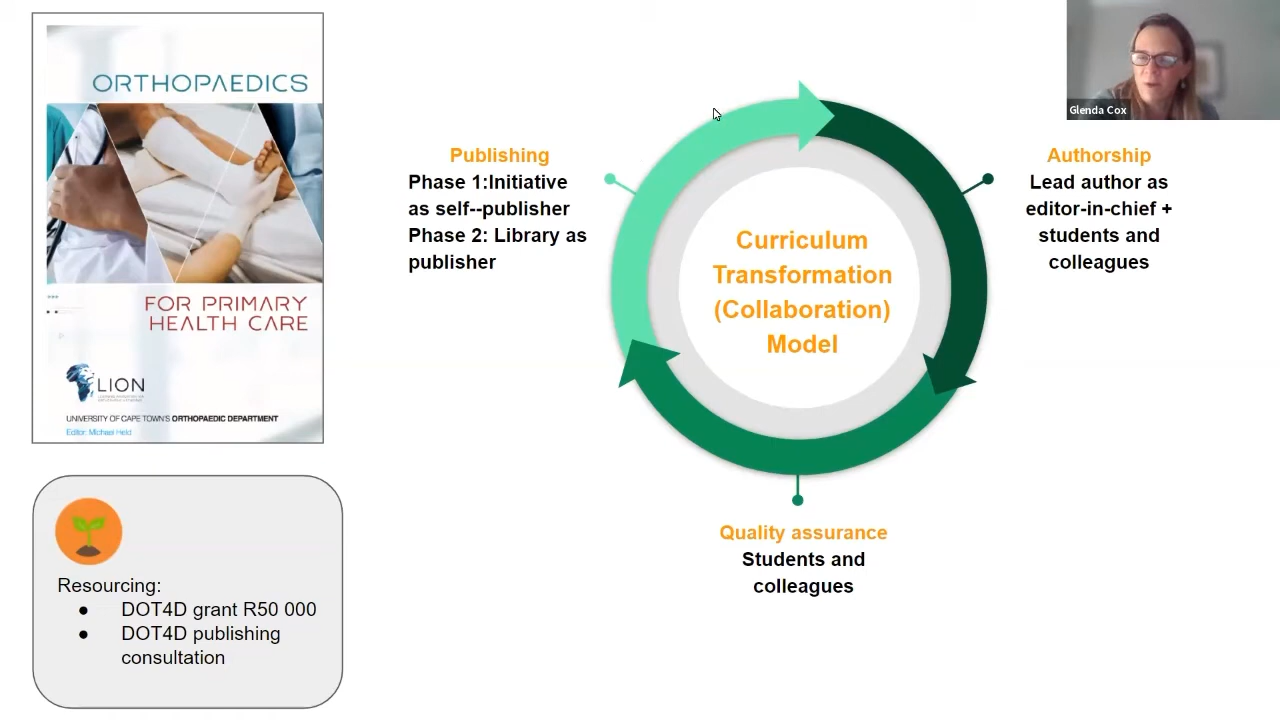 ORTHOPAEDICS
FOR PRIMARY
HEALTH CARE
LION
UNIVERSITY OF CAPE TOWN'S ORTHOPAEDIC DEPARTMENT
Editor: Michael Held
Resourcing:
● DOT4D grant R50 000
● DOT4D publishing
consultation
Publishing
Phase 1:Initiative
as self--publisher
Phase 2: Library as
publisher
Curriculum
Transformation
(Collaboration)
Model
Authorship
Lead author as
editor-in-chief +
students and
colleagues
Quality assurance
Students and
colleagues
Glenda Cox